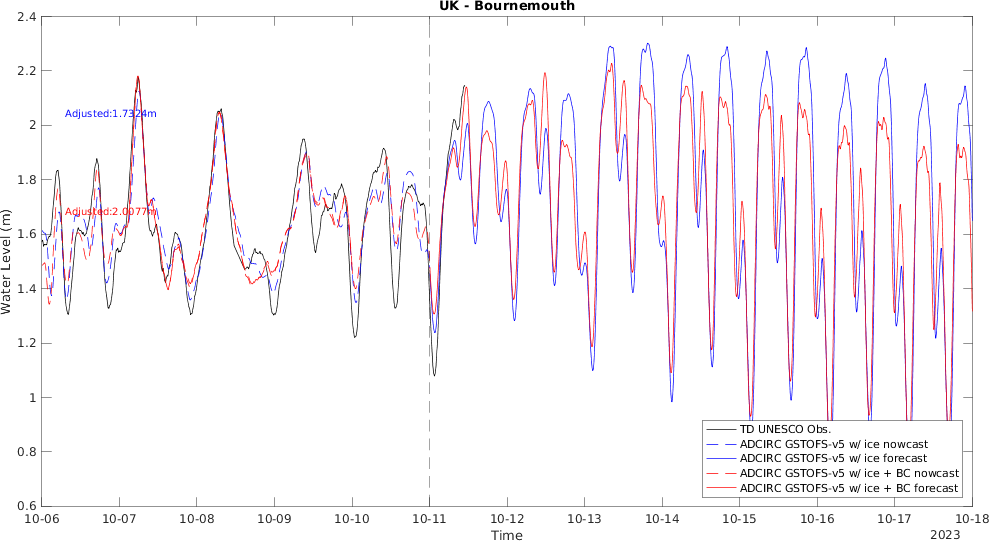 UK - Bournemouth
2.4
2.2
2
1.8
1.6
1.4
1.2
1
0.8
0.6
Water Level (m)
Adjusted:1.7324m
Adjusted:2.0077m
TD UNESCO Obs.
ADCIRC GSTOFS-v5 w/ ice nowcast
ADCIRC GSTOFS-v5 w/ ice forecast
ADCIRC GSTOFS-v5 w/ ice + BC nowcast
ADCIRC GSTOFS-v5 w/ ice + BC forecast
10-06 10-07 10-08 10-09 10-10 10-11 10-12 10-13 10-14 10-15 10-16 10-17 10-18
Time
2023